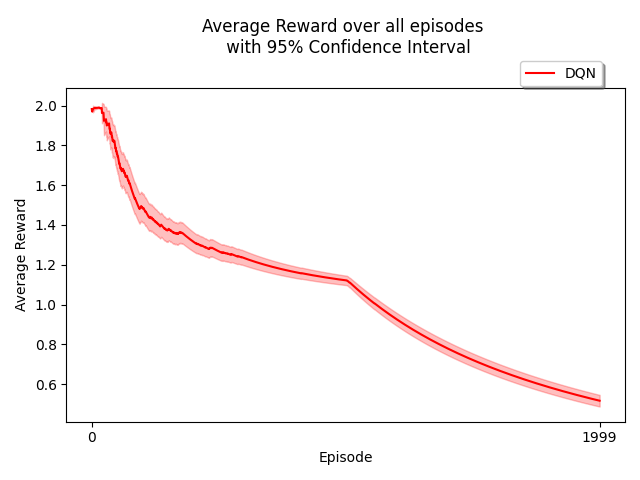 Average Reward over all episodes
with 95% Confidence Interval
DQN
2.0
1.8
1.6
1.4
1.2
1.0
0.8
0.6
Average Reward
0
1999
Episode